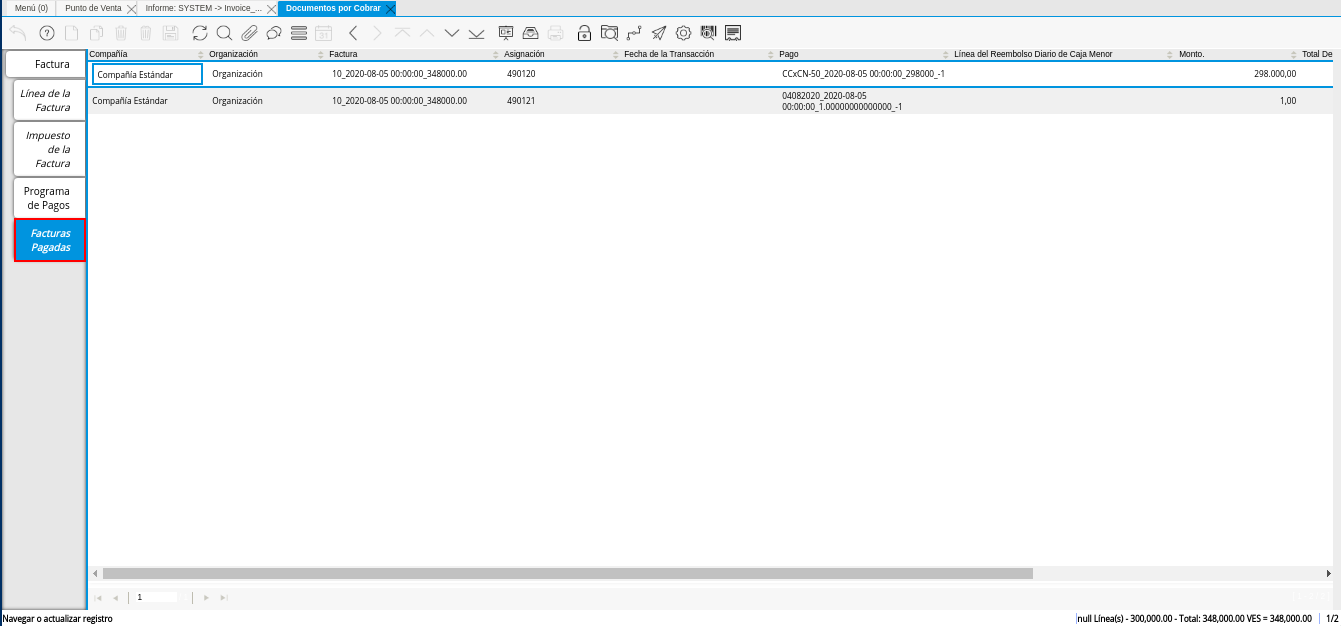 Menú (0) Punto de Venta Informe: SYSTEM -> Invoice_... Documentos por Cobrar
Compañía Organización Factura Asignación Fecha de la Transacción Pago Línea del Reembolso Diario de Caja Menor Monto. Total De
Factura
Línea de la
Factura
Impuesto
de la
Factura
Programa
de Pagos
Facturas
Pagadas
Compañía Estándar Organización 10_2020-08-05 00:00:00_348000.00 490120 CCxCN-50_2020-08-05 00:00:00_298000_-1 298.000,00
Compañía Estándar Organización 10_2020-08-05 00:00:00_348000.00 490121 04082020_2020-08-05
00:00:00_1.00000000000000_-1 1,00
1
Navegar o actualizar registro null Línea(s) - 300,000.00 - Total: 348,000.00 VES = 348,000.00 1/2